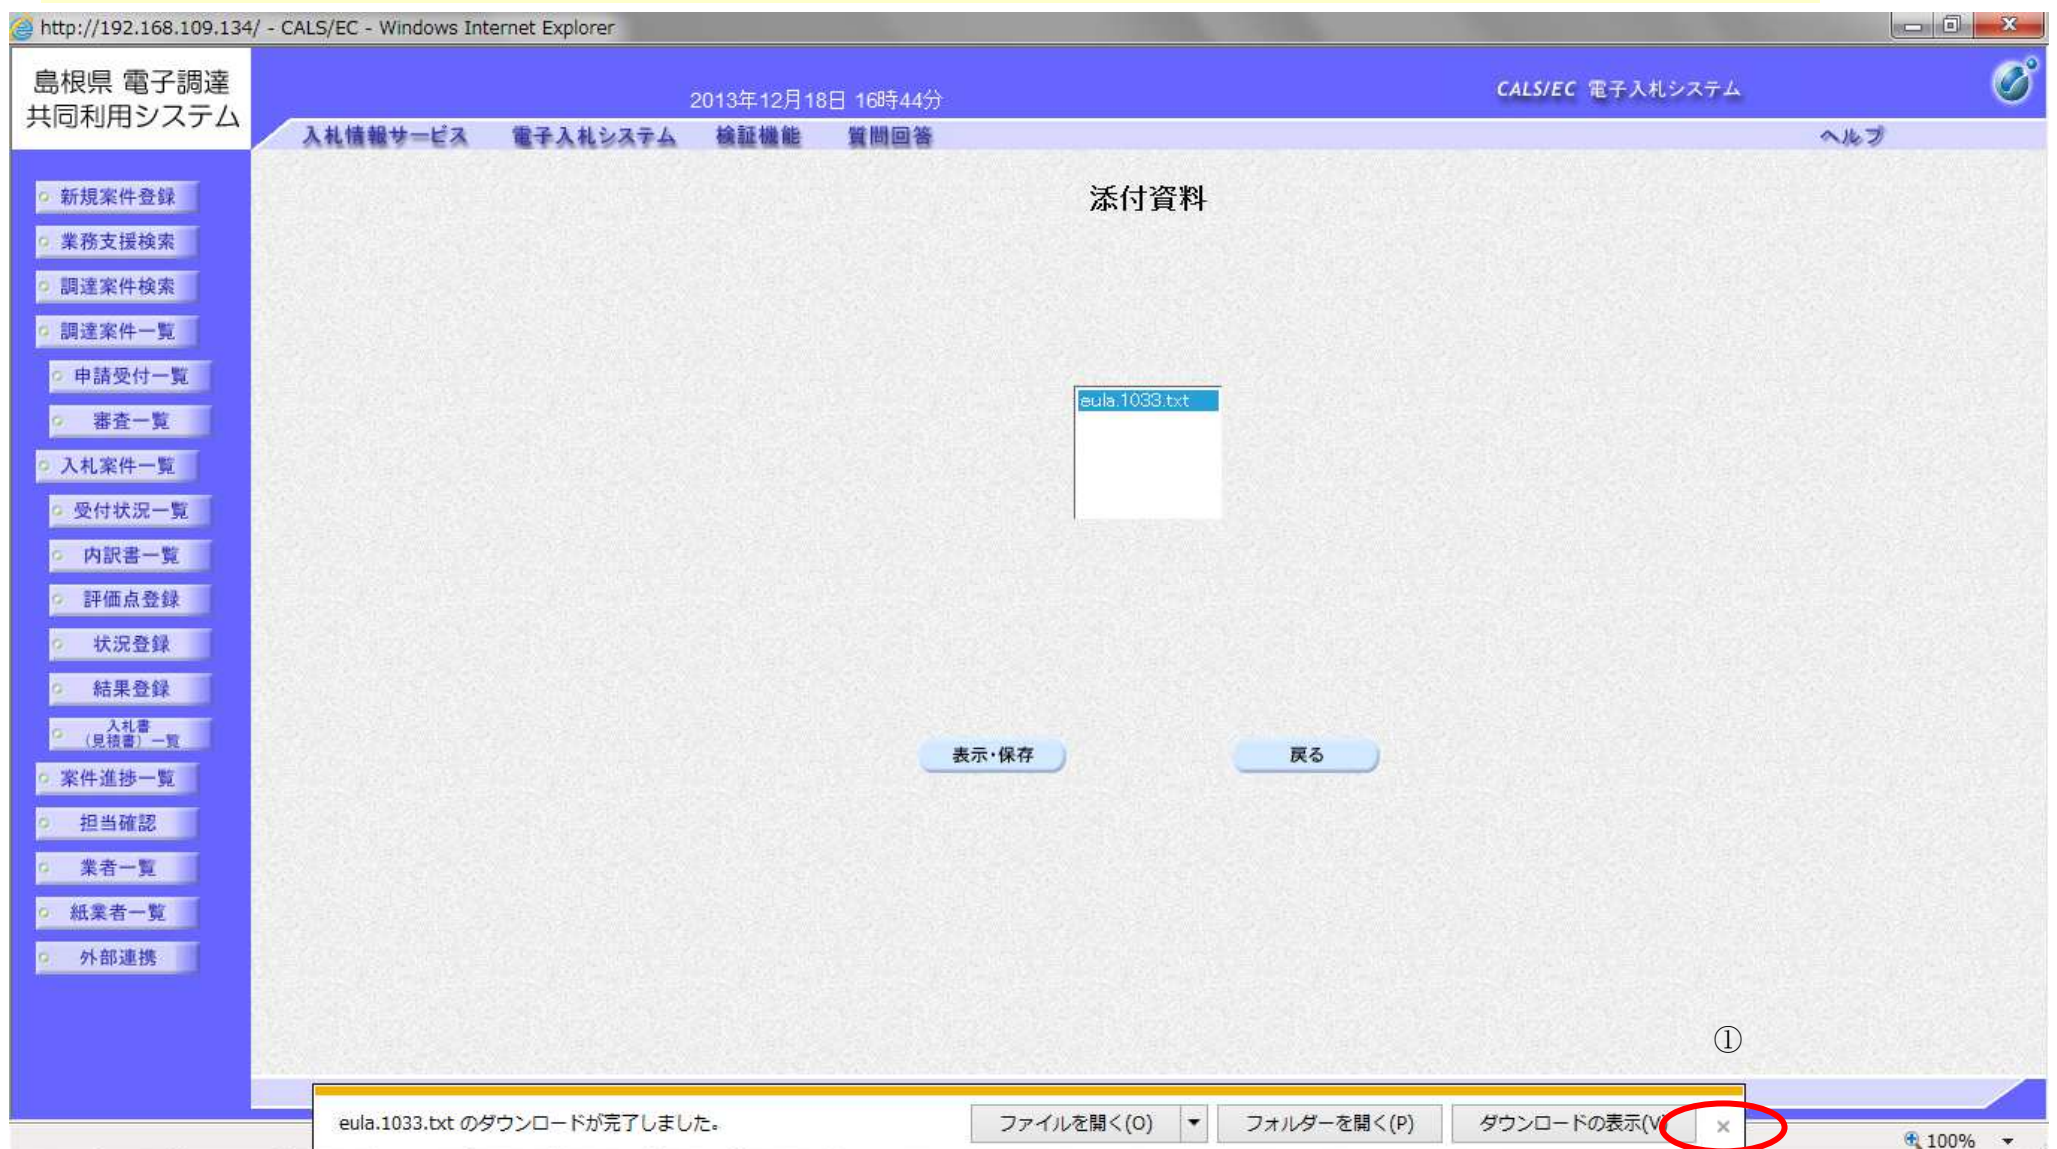 http://192.168.109.134/ - CALS/EC - Windows Internet Explorer
島根県 電子調達
共同利用システム
2013年12月18日 16時44分
CALS/EC 電子入札システム
入札情報サービス 電子入札システム 検証機能 質問回答 ヘルプ
添付資料
新規案件登録
業務支援検索
調達案件検索
調達案件一覧
申請受付一覧
審査一覧
入札案件一覧
受付状況一覧
内訳書一覧
評価点登録
状況登録
結果登録
入札書
(見積書) 一覧
案件進捗一覧
担当確認
業者一覧
紙業者一覧
外部連携
eula.1033.txt
表示・保存 戻る
①
eula.1033.txt のダウンロードが完了しました。 ファイルを開く(O) フォルダーを開く(P) ダウンロードの表示(V) ×
100%